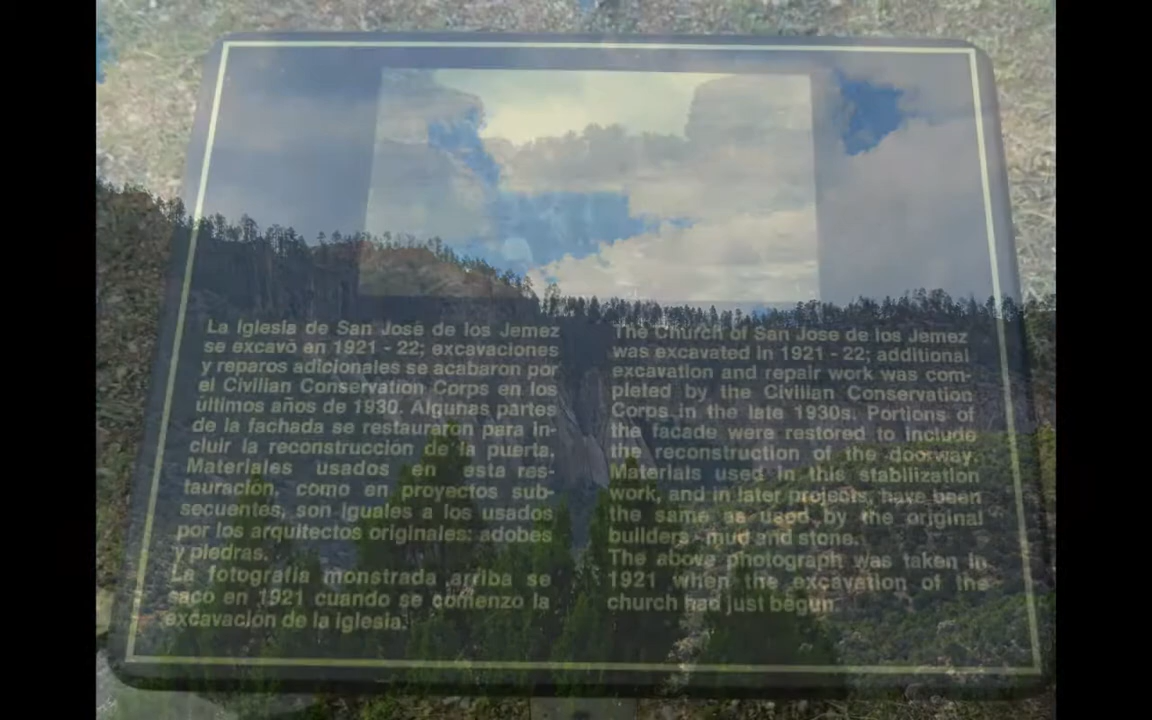 La Iglesia de San José de los Jemez
se excavó en 1921 - 22; excavaciones
y reparos adicionales se acabaron por
el Civilian Conservation Corps en los
últimos años de 1930. Algunas partes
de la fachada se restauraron para in-
cluir la reconstrucción de la puerta.
Materiales usados en esta res-
tauración, como en proyectos sub-
secuentes, son iguales a los usados
por los arquitectos originales: adobes
y piedras.
La fotografía monstrada arriba se
sacó en 1921 cuando se comenzo la
excavación de la iglesia.
The Church of San Jose de los Jemez
was excavated in 1921 - 22; additional
excavation and repair work was com-
pleted by the Civilian Conservation
Corps in the late 1930s. Portions of
the facade were restored to include
the reconstruction of the doorway.
Materials used in this stabilization
work, and in later projects, have been
the same as used by the original
builders - mud and stone.
The above photograph was taken in
1921 when the excavation of the
church had just begun.